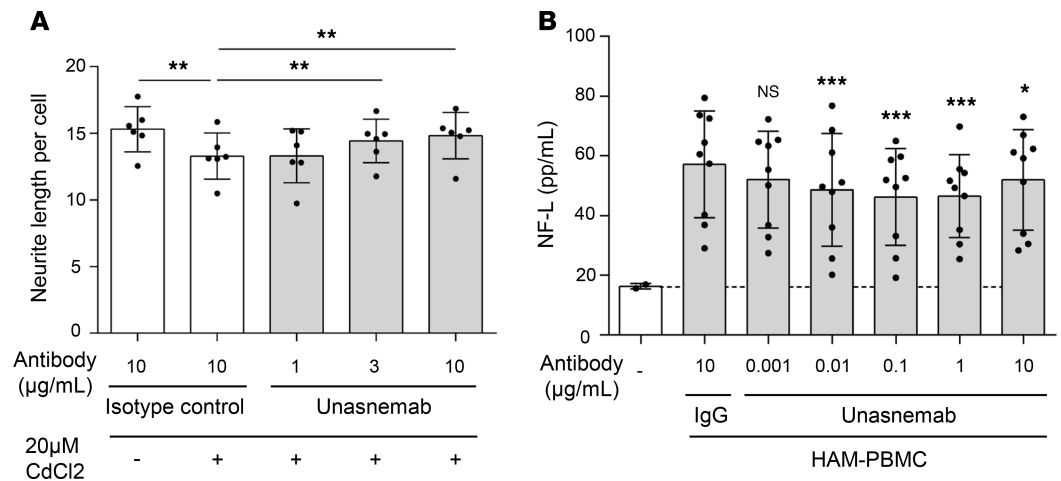 A
**
** **
Neurite length per cell
20
15
10
5
0
Antibody (µg/mL) 10 10 1 3 10
Isotype control Unasnemab
20µM CdCl2 - + + + +
B
NF-L (pp/mL)
100
80
60
40
20
0
NS *** *** *** *
Antibody (µg/mL) - 10 0.001 0.01 0.1 1 10
IgG Unasnemab
HAM-PBMC